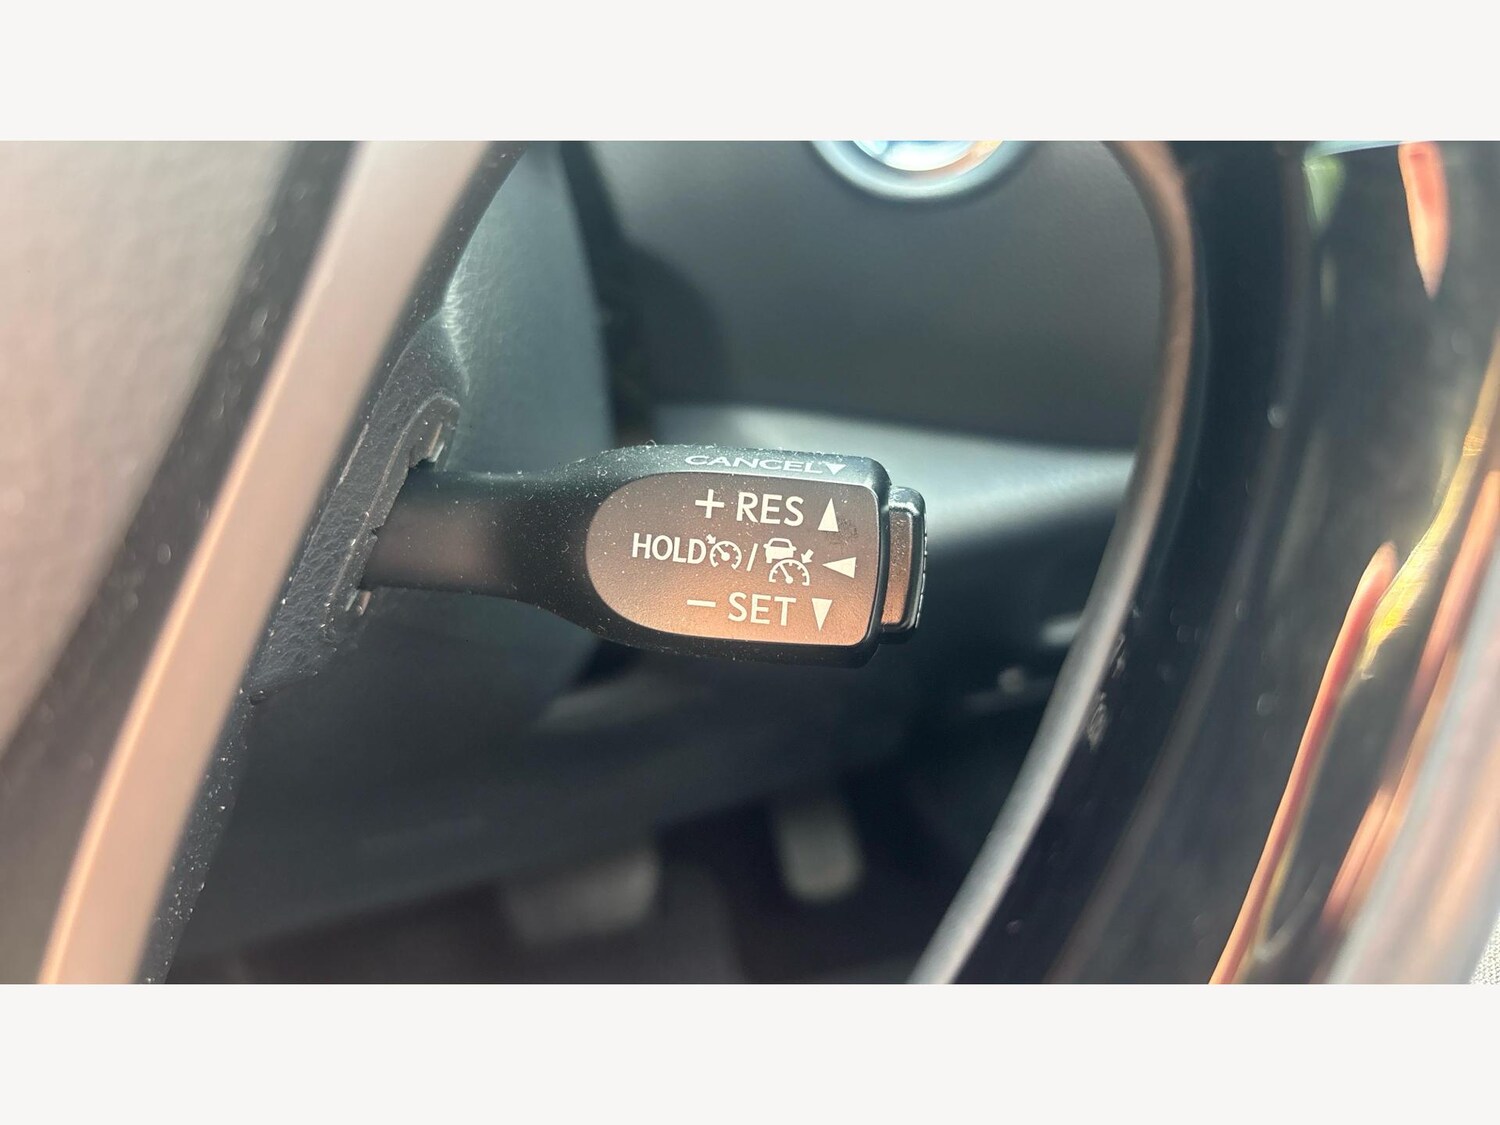 CANCEL▼
+ RES ▲
HOLD / ◀
− SET ▼